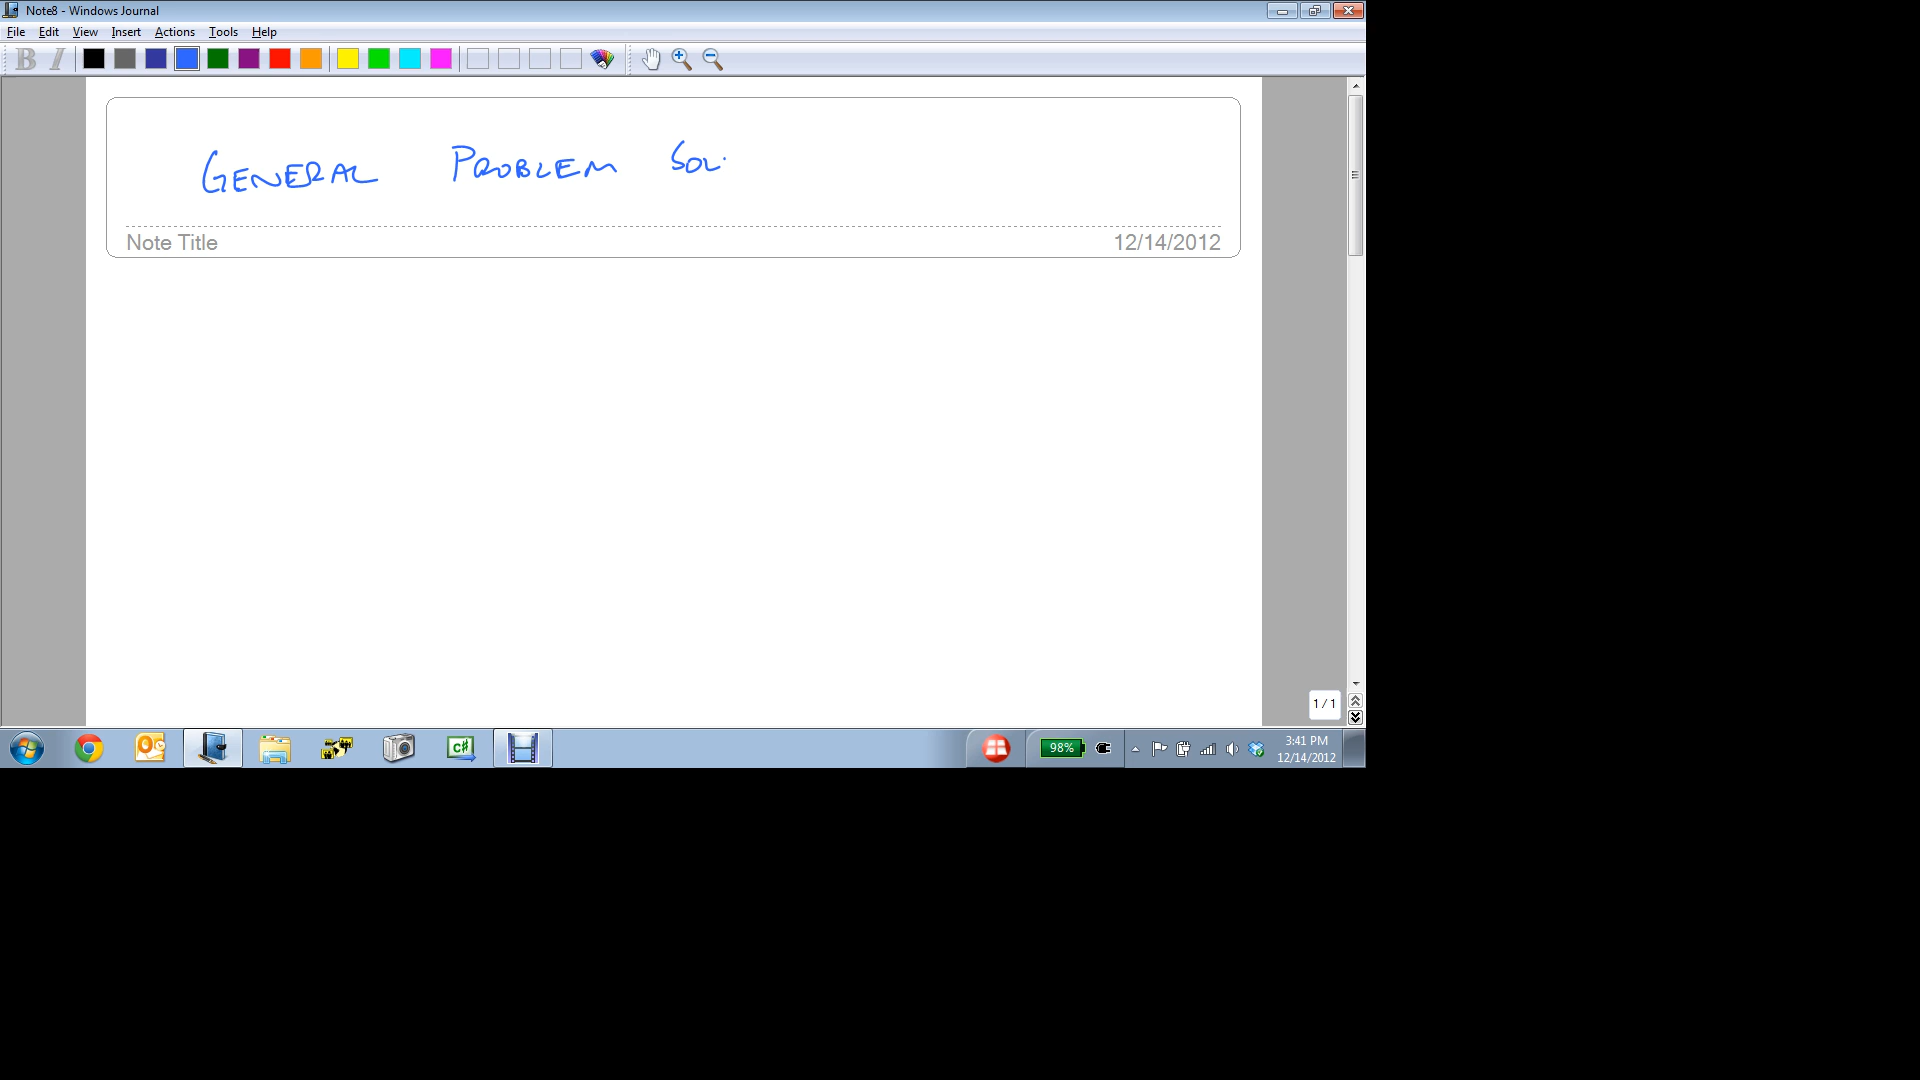 Note8 - Windows Journal
File Edit View Insert Actions Tools Help
B I
GENERAL PROBLEM SOL
Note Title 12/14/2012
1 / 1
C#
98%
3:41 PM
12/14/2012